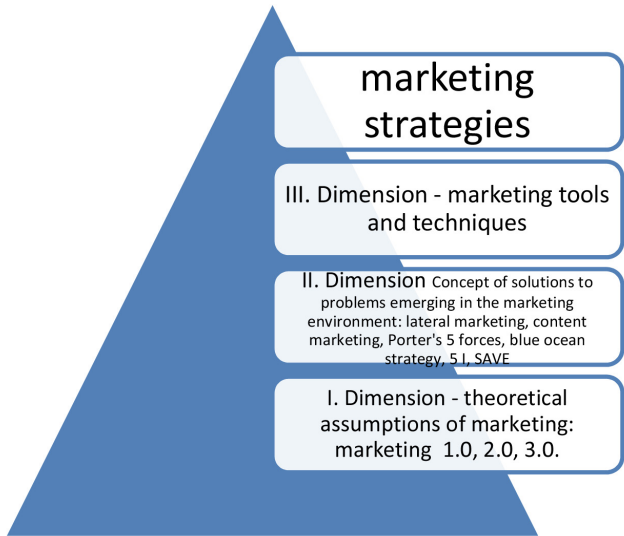 marketing
strategies
III. Dimension - marketing tools
and techniques
II. Dimension Concept of solutions to
problems emerging in the marketing
environment: lateral marketing, content
marketing, Porter's 5 forces, blue ocean
strategy, 5 I, SAVE
I. Dimension - theoretical
assumptions of marketing:
marketing 1.0, 2.0, 3.0.